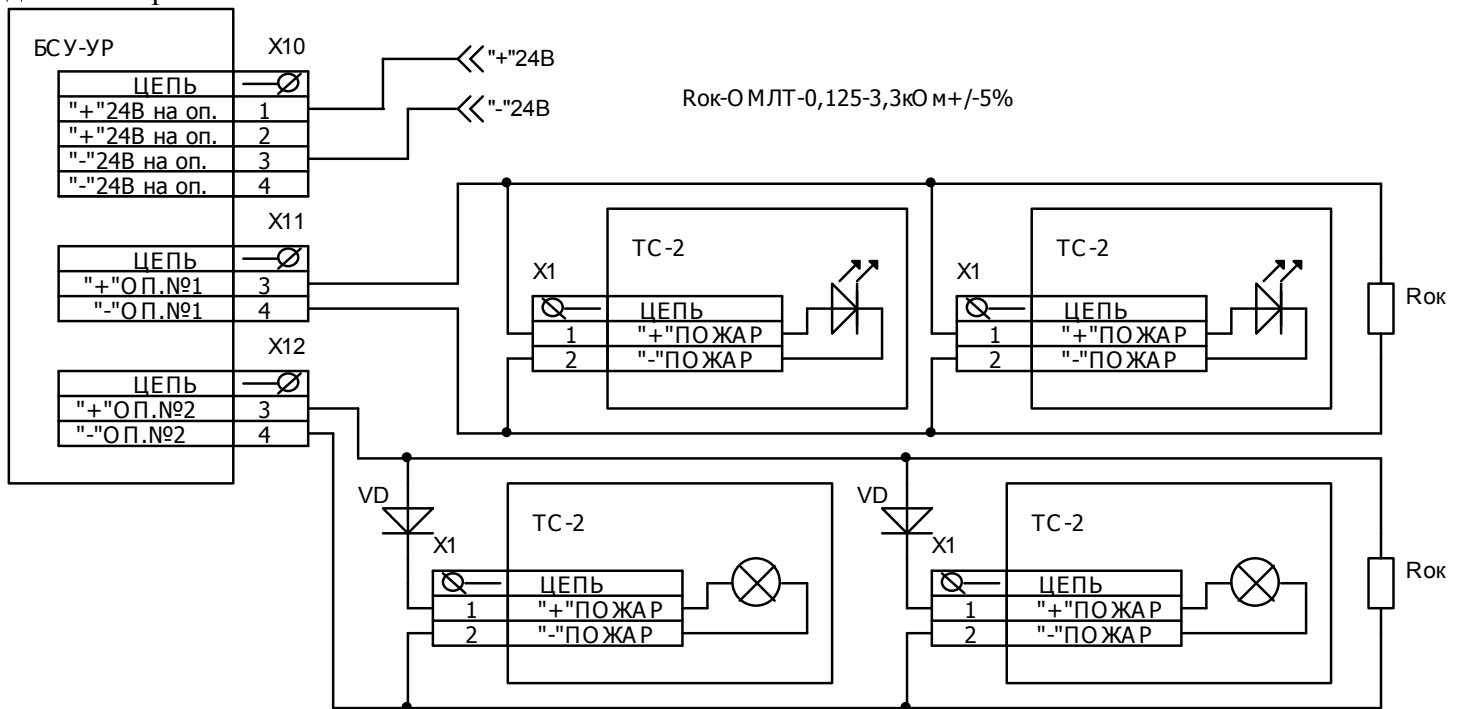 БСУ-УР
X10
ЦЕПЬ
"+"24В на оп. 1
"+"24В на оп. 2
"-"24В на оп. 3
"-"24В на оп. 4
"+"24В
"-"24В
Rок-ОМЛТ-0,125-3,3кОм+/-5%
X11
ЦЕПЬ
"+"ОП.№1 3
"-"ОП.№1 4
X12
ЦЕПЬ
"+"ОП.№2 3
"-"ОП.№2 4
ТС-2
X1
ЦЕПЬ
1 "+"ПОЖАР
2 "-"ПОЖАР
ТС-2
X1
ЦЕПЬ
1 "+"ПОЖАР
2 "-"ПОЖАР
Rок
VD
ТС-2
X1
ЦЕПЬ
1 "+"ПОЖАР
2 "-"ПОЖАР
VD
ТС-2
X1
ЦЕПЬ
1 "+"ПОЖАР
2 "-"ПОЖАР
Rок